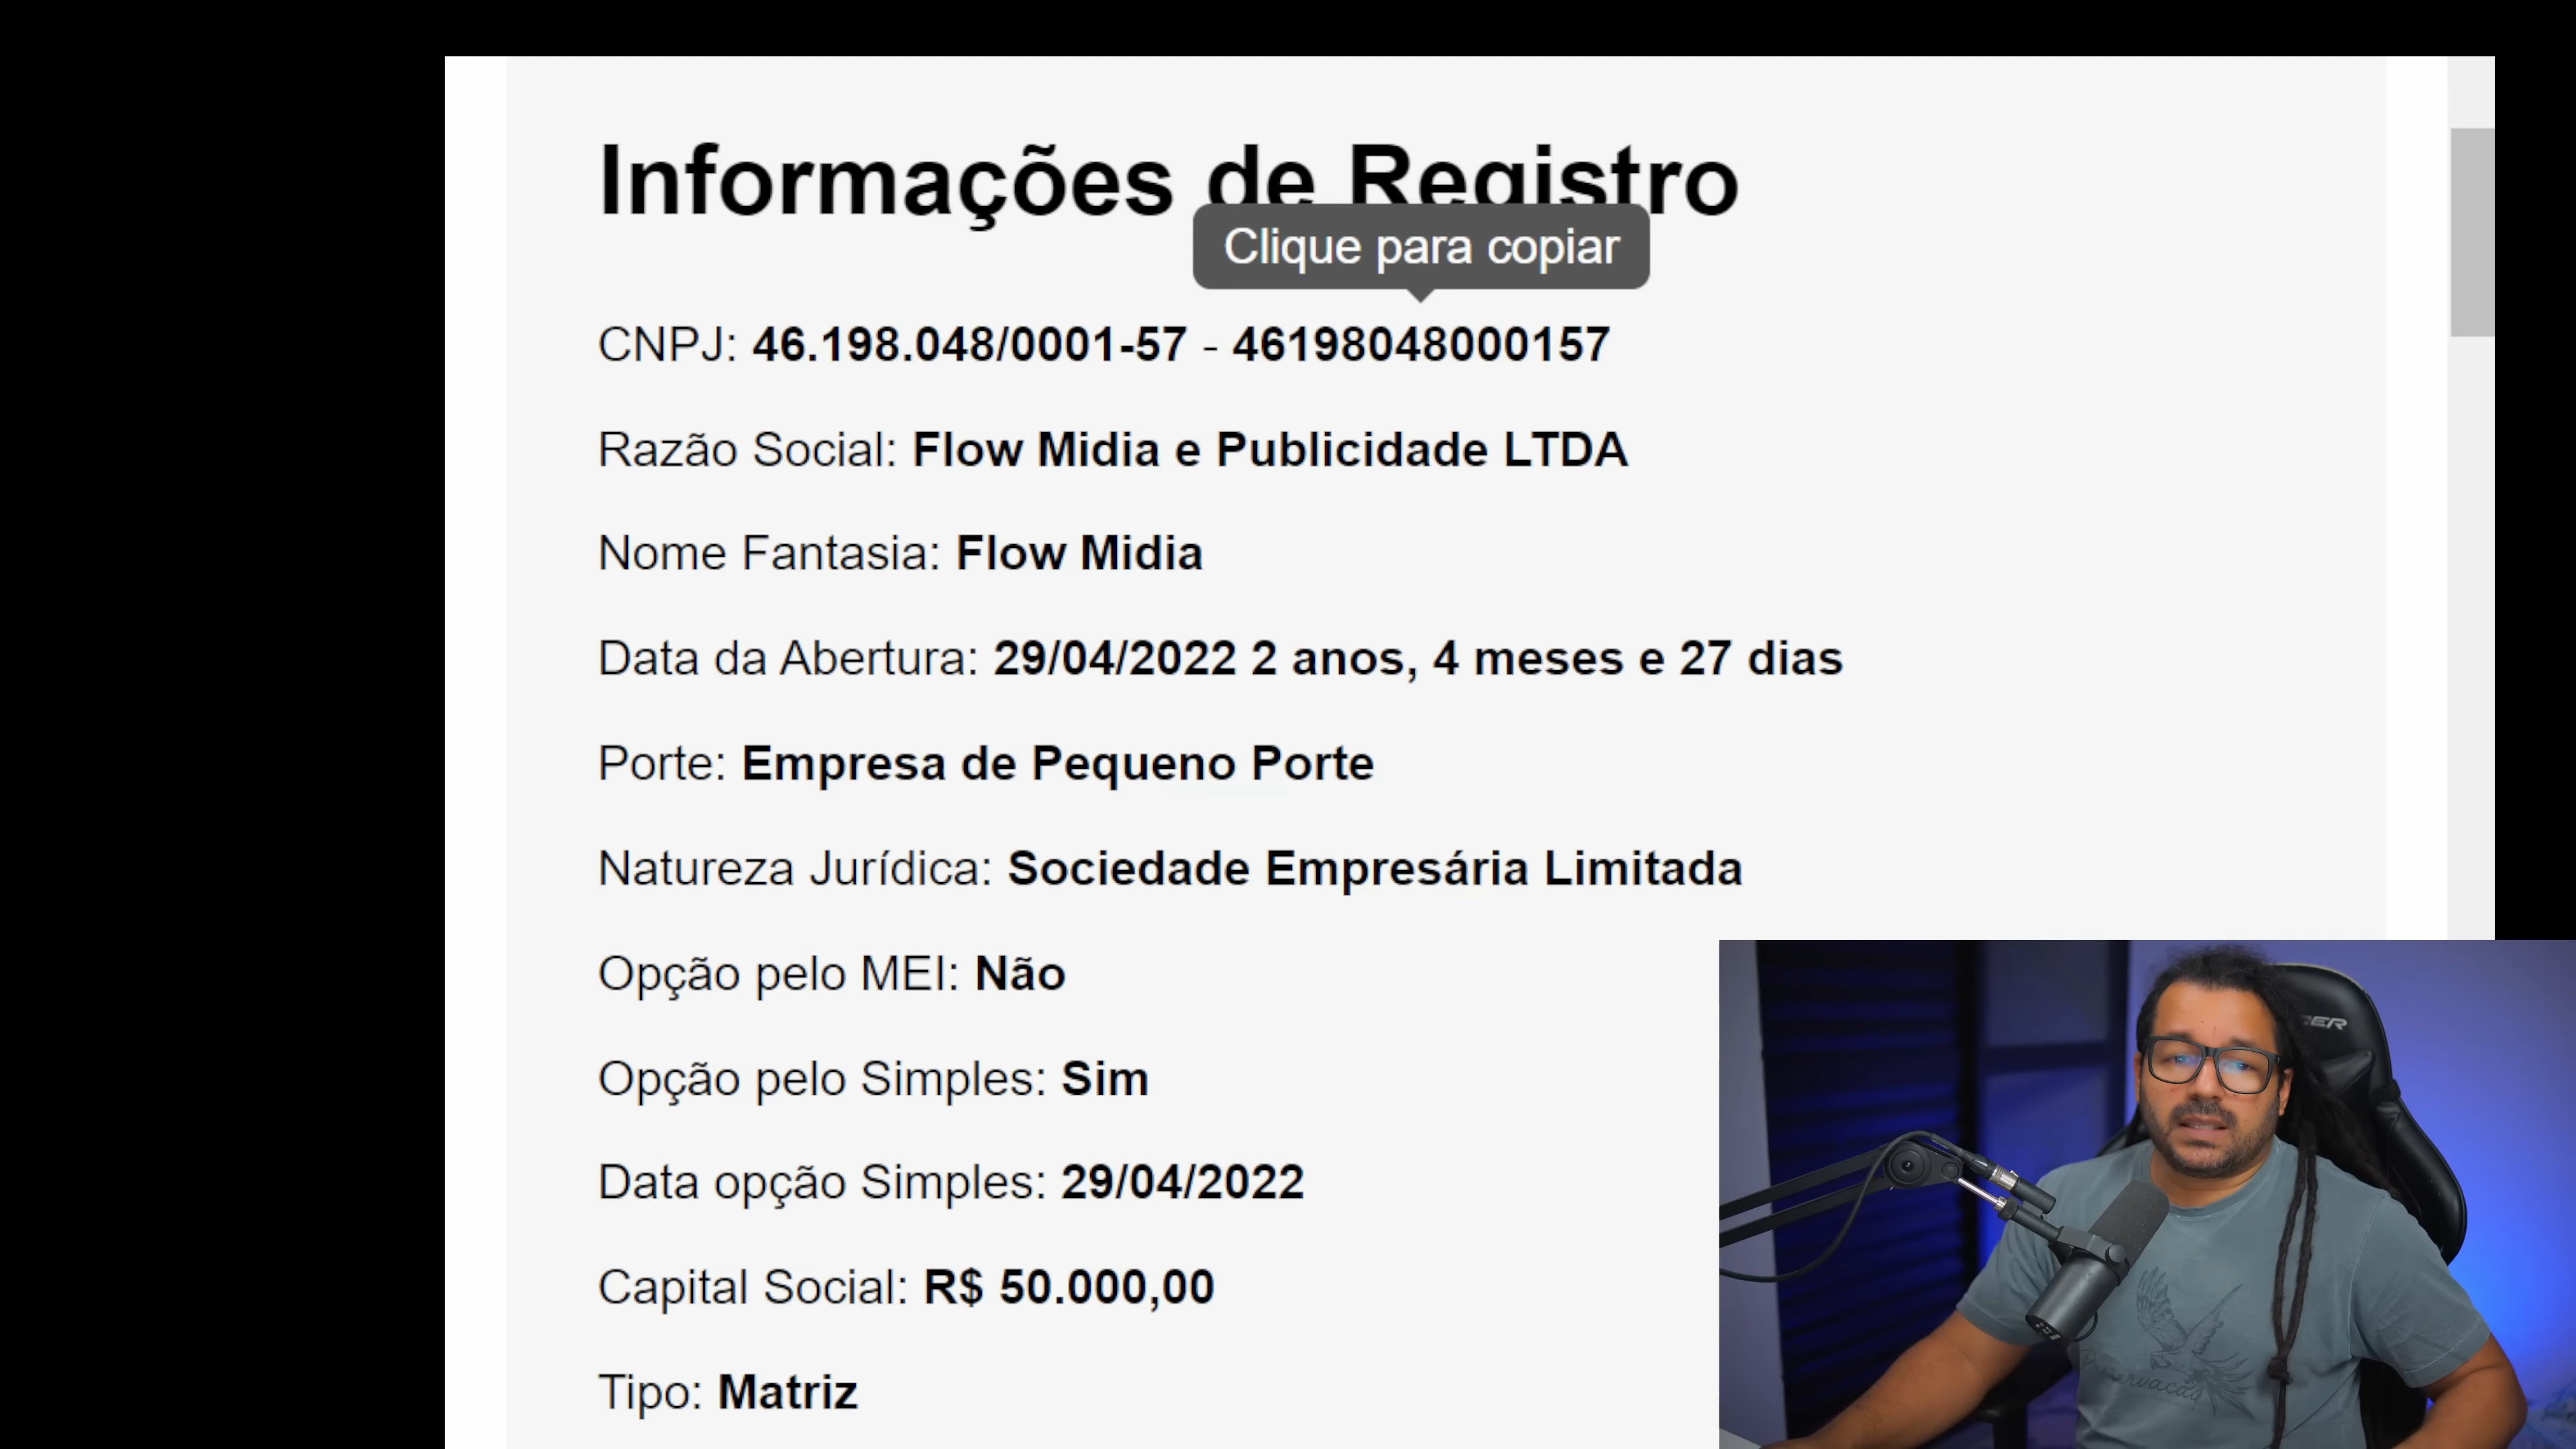 Informações de Registro
Clique para copiar
CNPJ: 46.198.048/0001-57 - 46198048000157
Razão Social: Flow Midia e Publicidade LTDA
Nome Fantasia: Flow Midia
Data da Abertura: 29/04/2022 2 anos, 4 meses e 27 dias
Porte: Empresa de Pequeno Porte
Natureza Jurídica: Sociedade Empresária Limitada
Opção pelo MEI: Não
Opção pelo Simples: Sim
Data opção Simples: 29/04/2022
Capital Social: R$ 50.000,00
Tipo: Matriz